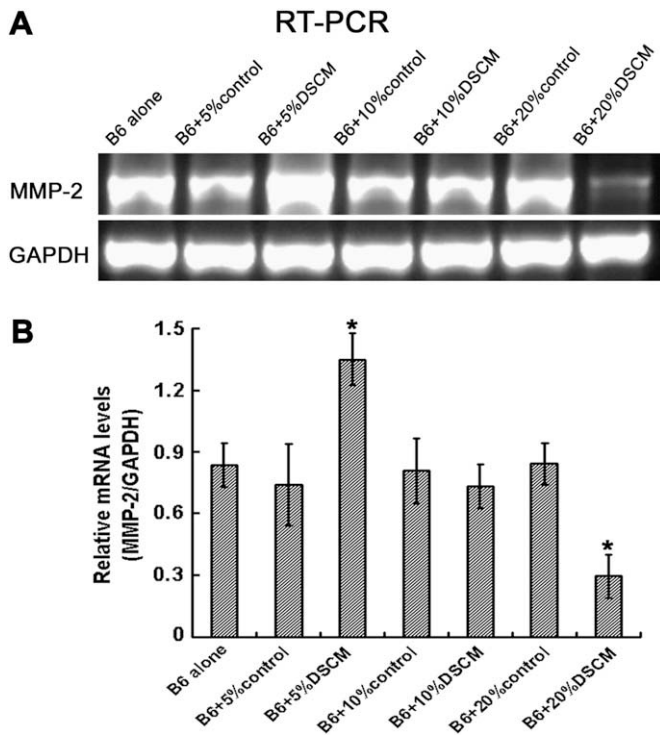 A
RT-PCR
B6 alone
B6+5%control
B6+5%DSCM
B6+10%control
B6+10%DSCM
B6+20%control
B6+20%DSCM
MMP-2
GAPDH
B
Relative mRNA levels
(MMP-2/GAPDH)
1.5
1.2
0.9
0.6
0.3
0
*
*
B6 alone
B6+5%control
B6+5%DSCM
B6+10%control
B6+10%DSCM
B6+20%control
B6+20%DSCM